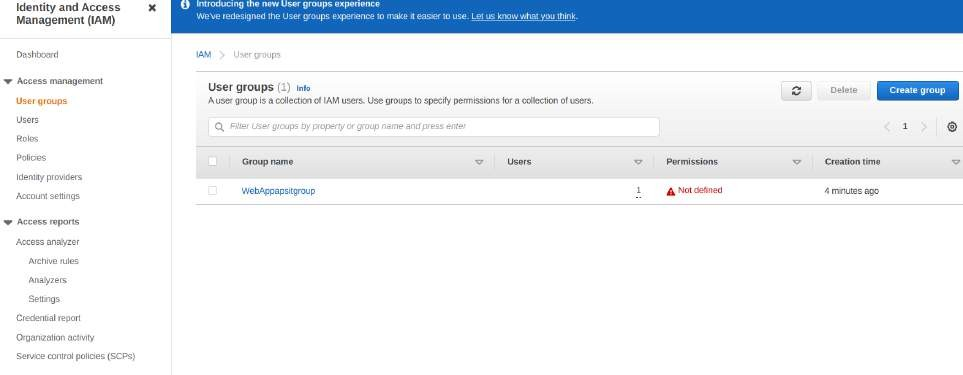 Identity and Access
Management (IAM)
Introducing the new User groups experience
We've redesigned the User groups experience to make it easier to use. Let us know what you think.
Dashboard
Access management
User groups
Users
Roles
Policies
Identity providers
Account settings
Access reports
Access analyzer
Archive rules
Analyzers
Settings
Credential report
Organization activity
Service control policies (SCPs)
IAM User groups
User groups (1) Info
A user group is a collection of IAM users. Use groups to specify permissions for a collection of users.
Delete
Create group
Filter User groups by property or group name and press enter
1
Group name Users Permissions Creation time
WebAppapsitgroup 1 Not defined 4 minutes ago